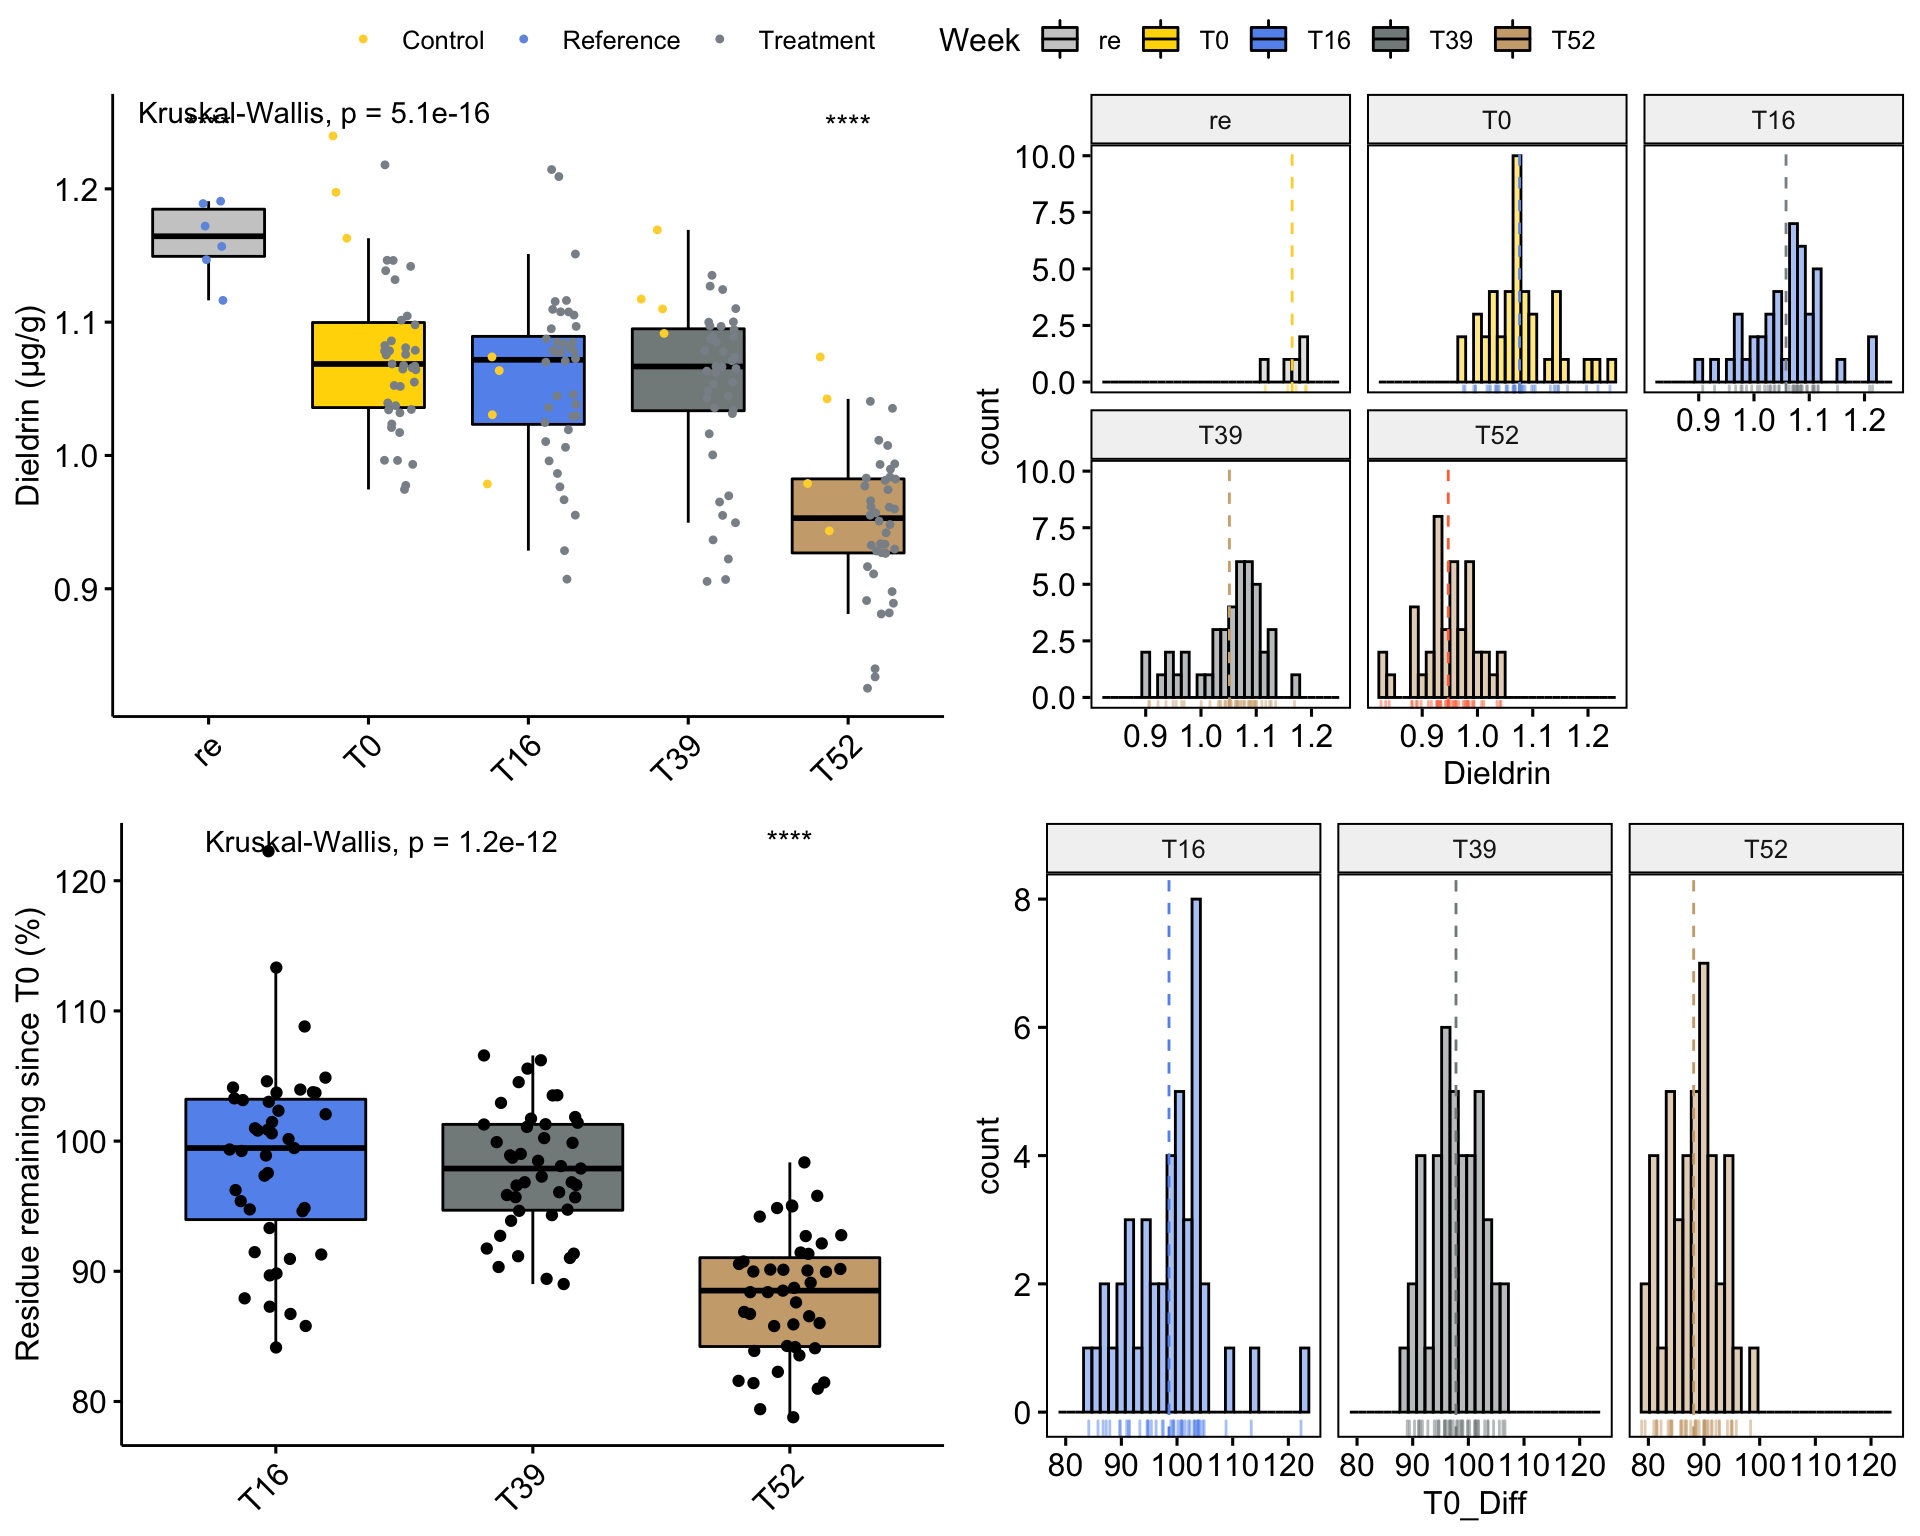 Control Reference Treatment Week re T0 T16 T39 T52
Kruskal-Wallis, p = 5.1e-16
**** ****
Dieldrin (µg/g)
1.2
1.1
1.0
0.9
re T0 T16 T39 T52
re T0 T16
count
10.0
7.5
5.0
2.5
0.0
0.9 1.0 1.1 1.2
T39 T52
10.0
7.5
5.0
2.5
0.0
0.9 1.0 1.1 1.2 0.9 1.0 1.1 1.2
Dieldrin
Kruskal-Wallis, p = 1.2e-12
****
Residue remaining since T0 (%)
120
110
100
90
80
T16 T39 T52
T16 T39 T52
count
8
6
4
2
0
80 90 100 110 120 80 90 100 110 120 80 90 100 110 120
T0_Diff